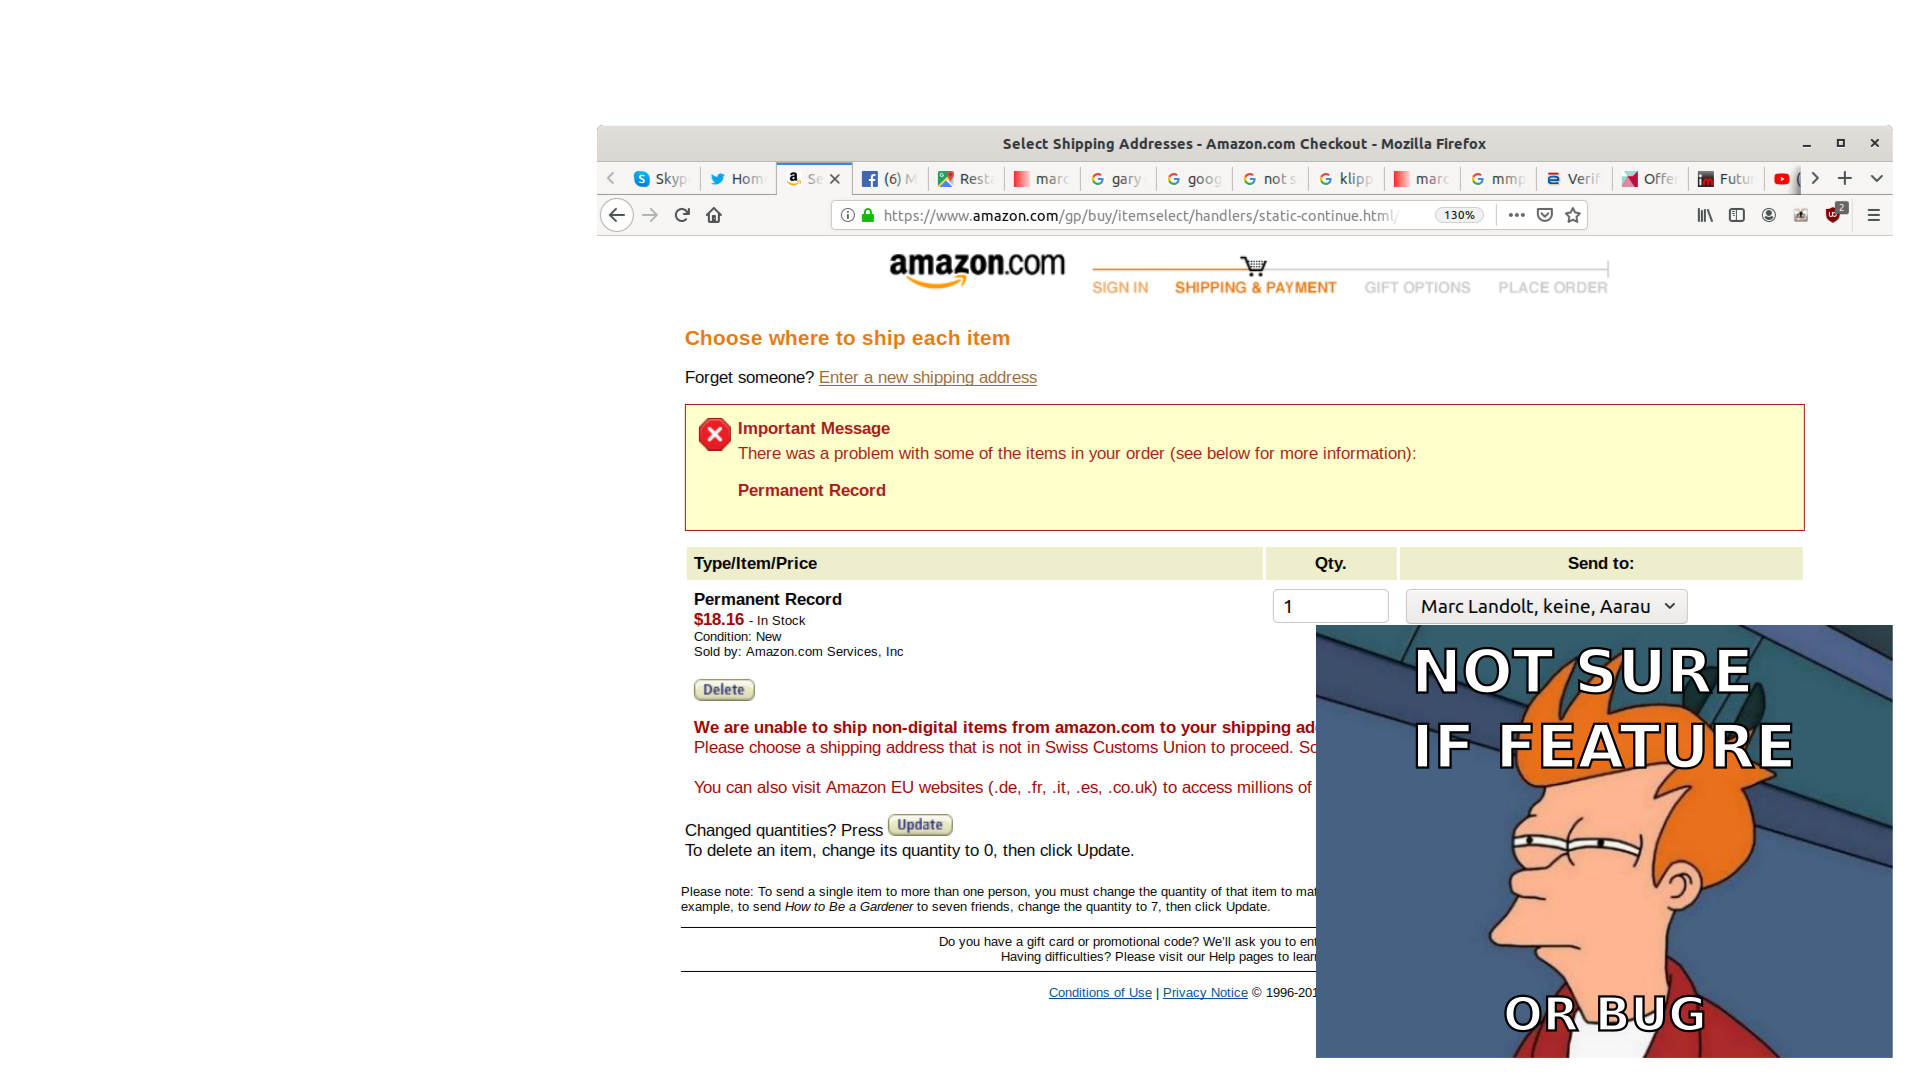 Select Shipping Addresses - Amazon.com Checkout - Mozilla Firefox
Skyp Hom a Se (6) M Rest marc gary goog not s klipp marc mmp Verif Offe Futu (
https://www.amazon.com/gp/buy/itemselect/handlers/static-continue.html/ 130% 2
amazon.com
SIGN IN SHIPPING & PAYMENT GIFT OPTIONS PLACE ORDER
Choose where to ship each item
Forget someone? Enter a new shipping address
Important Message
There was a problem with some of the items in your order (see below for more information):
Permanent Record
Type/Item/Price Qty. Send to:
Permanent Record 1 Marc Landolt, keine, Aarau
$18.16 - In Stock
Condition: New
Sold by: Amazon.com Services, Inc
Delete
We are unable to ship non-digital items from amazon.com to your shipping ad
Please choose a shipping address that is not in Swiss Customs Union to proceed. So
You can also visit Amazon EU websites (.de, .fr, .it, .es, .co.uk) to access millions of
Changed quantities? Press Update
To delete an item, change its quantity to 0, then click Update.
Please note: To send a single item to more than one person, you must change the quantity of that item to mat
example, to send How to Be a Gardener to seven friends, change the quantity to 7, then click Update.
Do you have a gift card or promotional code? We'll ask you to ent
Having difficulties? Please visit our Help pages to lear
Conditions of Use | Privacy Notice © 1996-201
NOT SURE
IF FEATURE
OR BUG